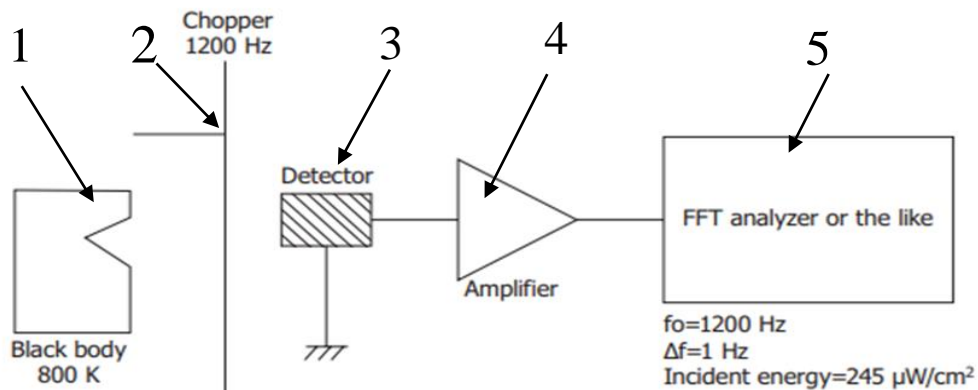 Chopper
1200 Hz
1
2
3
4
5
Detector
FFT analyzer or the like
Amplifier
Black body
800 K
fo=1200 Hz
Δf=1 Hz
Incident energy=245 μW/cm²